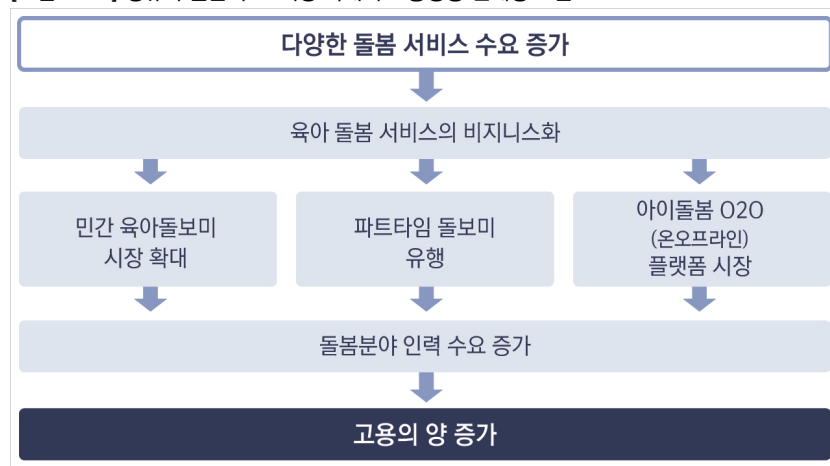 다양한 돌봄 서비스 수요 증가
육아 돌봄 서비스의 비지니스화
민간 육아돌보미
시장 확대
파트타임 돌보미
유행
아이돌봄 O2O
(온오프라인)
플랫폼 시장
돌봄분야 인력 수요 증가
고용의 양 증가